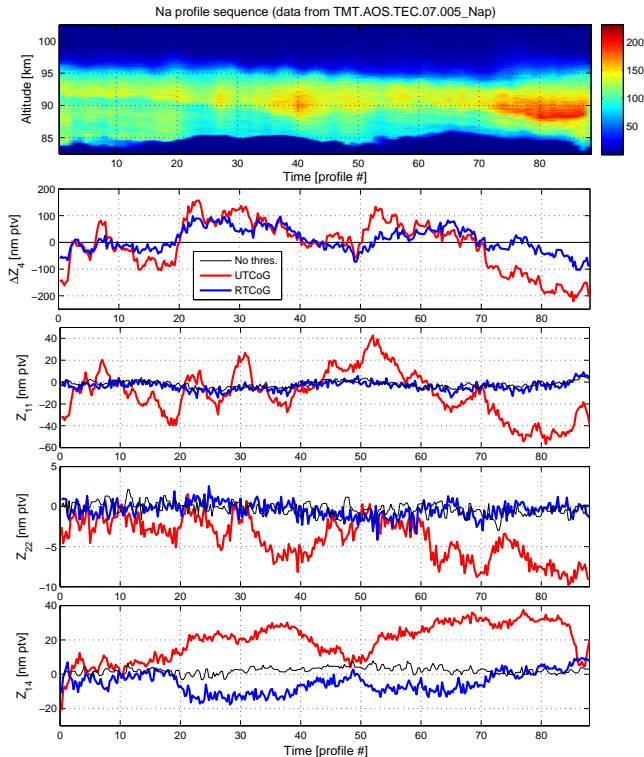 Na profile sequence (data from TMT.AOS.TEC.07.005_Nap)
Altitude [km]
100
95
90
85
10 20 30 40 50 60 70 80
Time [profile #]
200
150
100
50
ΔZ4 [nm ptv]
200
100
0
−100
−200
No thres.
UTCoG
RTCoG
0 10 20 30 40 50 60 70 80
Z11 [nm ptv]
40
20
0
−20
−40
−60
0 10 20 30 40 50 60 70 80
Z22 [nm ptv]
5
0
−5
−10
0 10 20 30 40 50 60 70 80
Z14 [nm ptv]
40
20
0
−20
0 10 20 30 40 50 60 70 80
Time [profile #]